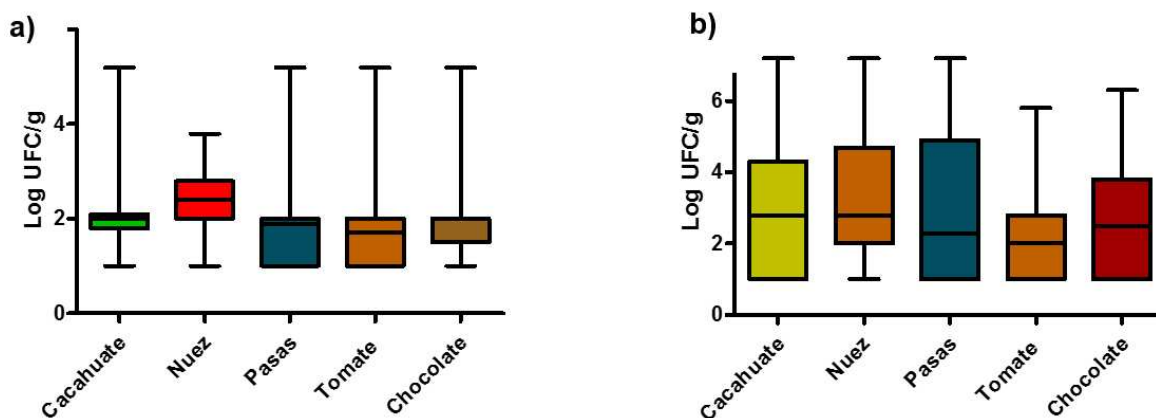 a)
Log UFC/g
4
2
0
Cacahuate
Nuez
Pasas
Tomate
Chocolate
b)
Log UFC/g
6
4
2
0
Cacahuate
Nuez
Pasas
Tomate
Chocolate